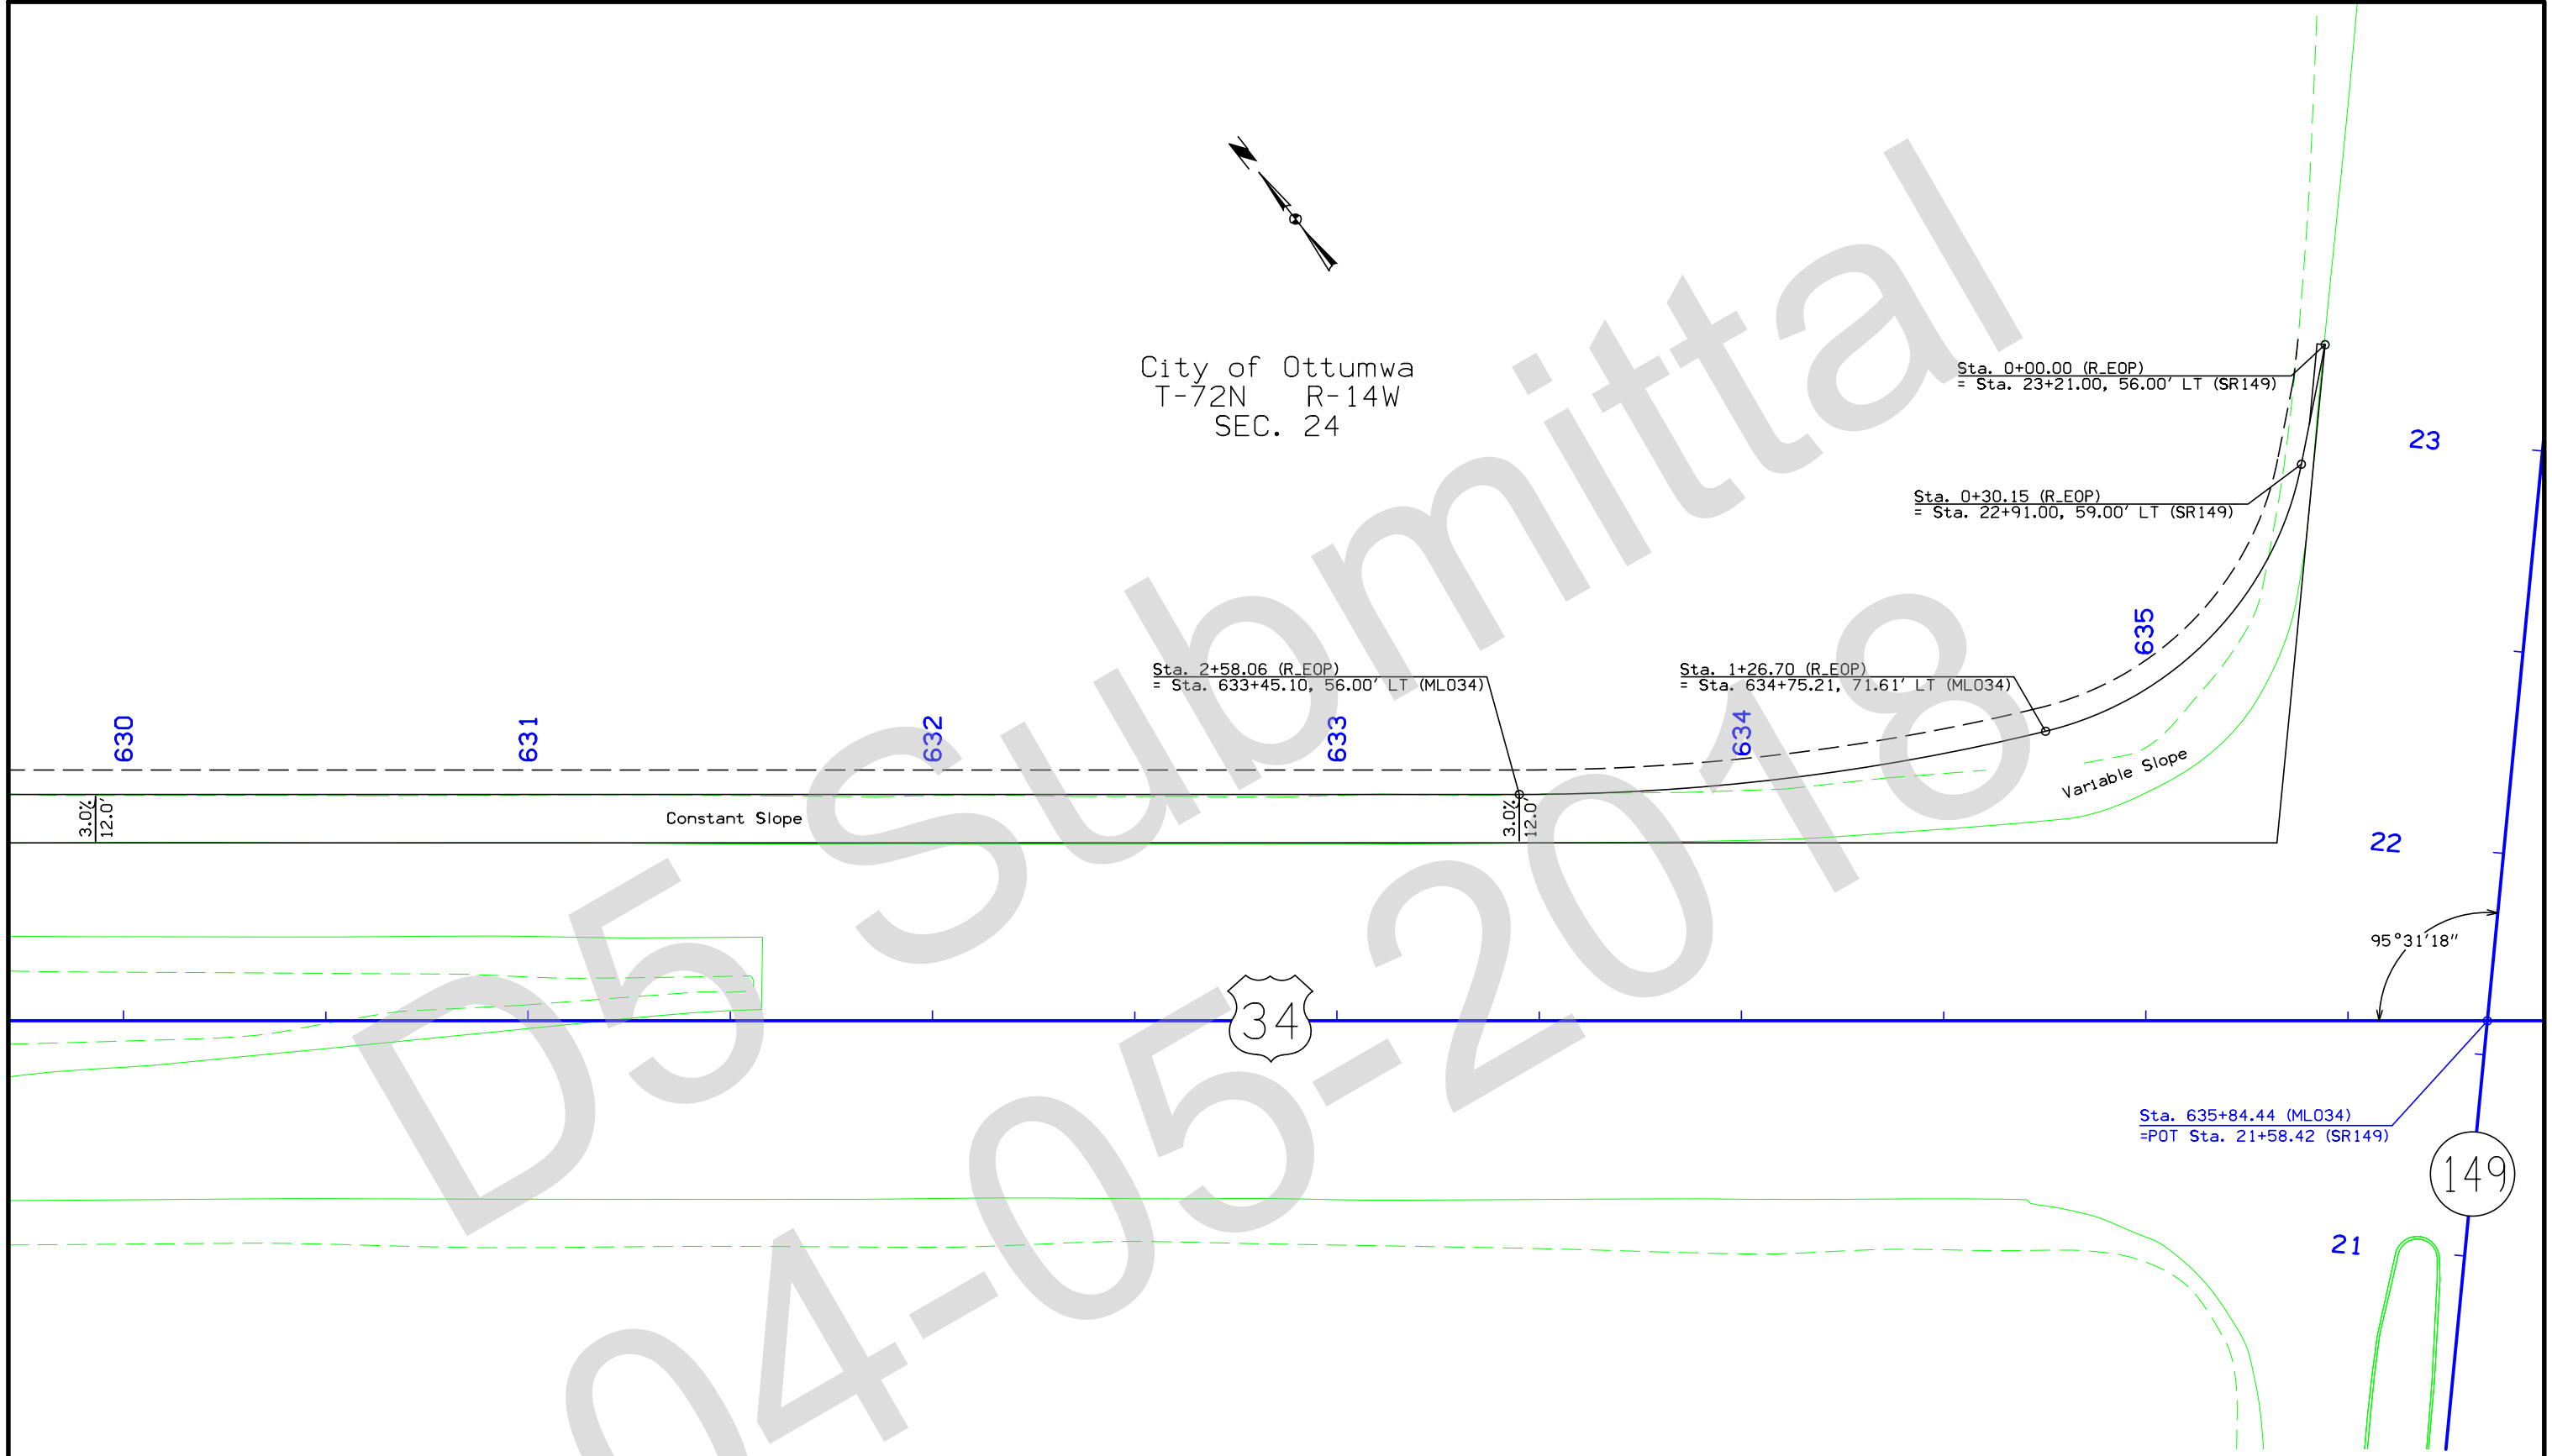 City of Ottumwa
T-72N R-14W
SEC. 24
Sta. 0+00.00 (R_EOP)
= Sta. 23+21.00, 56.00' LT (SR149)
23
Sta. 0+30.15 (R_EOP)
= Sta. 22+91.00, 59.00' LT (SR149)
635
Sta. 2+58.06 (R_EOP)
= Sta. 633+45.10, 56.00' LT (ML034)
Sta. 1+26.70 (R_EOP)
= Sta. 634+75.21, 71.61' LT (ML034)
630
631
632
633
634
Variable Slope
3.0%
12.0'
Constant Slope
3.0%
12.0'
22
95°31'18"
34
Sta. 635+84.44 (ML034)
=POT Sta. 21+58.42 (SR149)
149
21
D5 Submittal
04-05-2018